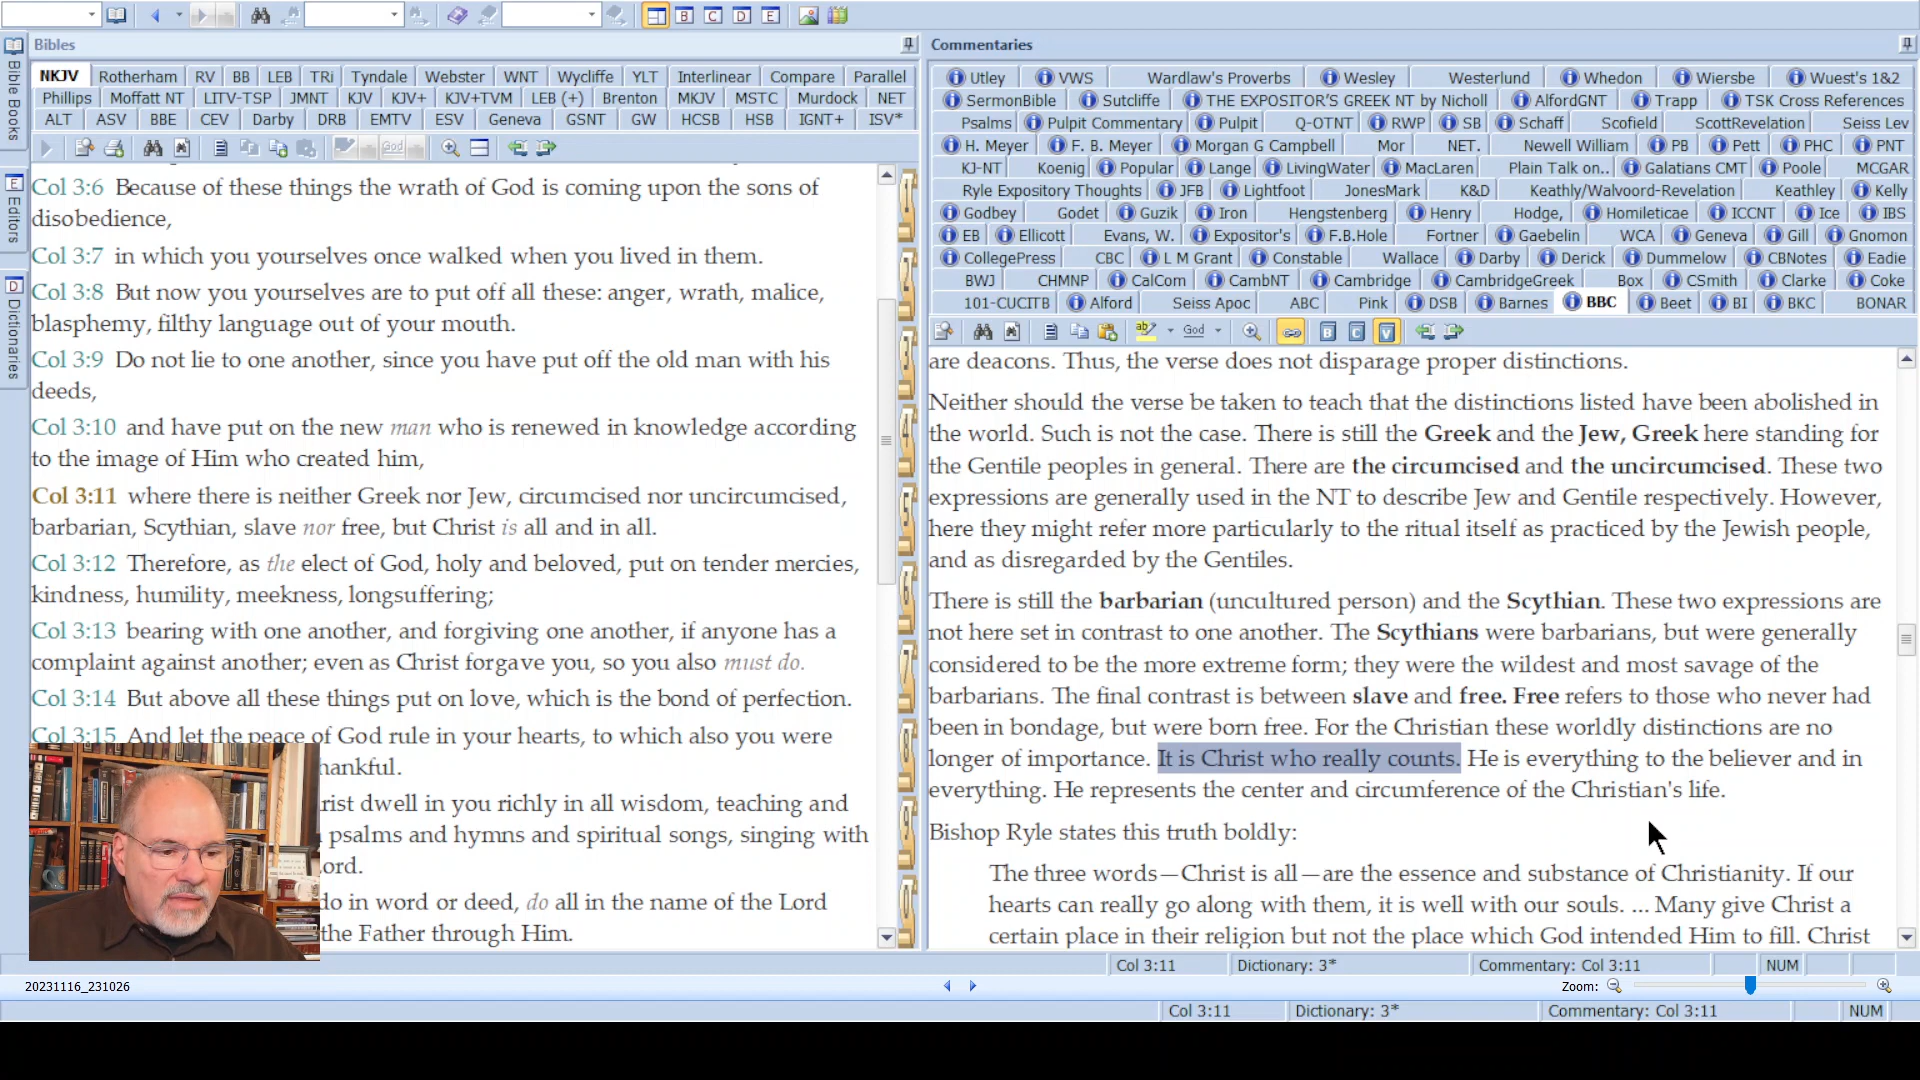 Bibles
NKJV Rotherham RV BB LEB TRi Tyndale Webster WNT Wycliffe YLT Interlinear Compare Parallel
Phillips Moffatt NT LITV-TSP JMNT KJV KJV+ KJV+TVM LEB (+) Brenton MKJV MSTC Murdock NET
ALT ASV BBE CEV Darby DRB EMTV ESV Geneva GSNT GW HCSB HSB IGNT+ ISV*
God
Bible Books
Editors
Dictionaries
Col 3:6 Because of these things the wrath of God is coming upon the sons of
disobedience,
Col 3:7 in which you yourselves once walked when you lived in them.
Col 3:8 But now you yourselves are to put off all these: anger, wrath, malice,
blasphemy, filthy language out of your mouth.
Col 3:9 Do not lie to one another, since you have put off the old man with his
deeds,
Col 3:10 and have put on the new man who is renewed in knowledge according
to the image of Him who created him,
Col 3:11 where there is neither Greek nor Jew, circumcised nor uncircumcised,
barbarian, Scythian, slave nor free, but Christ is all and in all.
Col 3:12 Therefore, as the elect of God, holy and beloved, put on tender mercies,
kindness, humility, meekness, longsuffering;
Col 3:13 bearing with one another, and forgiving one another, if anyone has a
complaint against another; even as Christ forgave you, so you also must do.
Col 3:14 But above all these things put on love, which is the bond of perfection.
Col 3:15 And let the peace of God rule in your hearts, to which also you were
hankful.
rist dwell in you richly in all wisdom, teaching and
psalms and hymns and spiritual songs, singing with
ord.
do in word or deed, do all in the name of the Lord
the Father through Him.
Commentaries
Utley VWS Wardlaw's Proverbs Wesley Westerlund Whedon Wiersbe Wuest's 1&2
SermonBible Sutcliffe THE EXPOSITOR'S GREEK NT by Nicholl AlfordGNT Trapp TSK Cross References
Psalms Pulpit Commentary Pulpit Q-OTNT RWP SB Schaff Scofield ScottRevelation Seiss Lev
H. Meyer F. B. Meyer Morgan G Campbell Mor NET. Newell William PB Pett PHC PNT
KJ-NT Koenig Popular Lange LivingWater MacLaren Plain Talk on.. Galatians CMT Poole MCGAR
Ryle Expository Thoughts JFB Lightfoot JonesMark K&D Keathly/Walvoord-Revelation Keathley Kelly
Godbey Godet Guzik Iron Hengstenberg Henry Hodge, Homileticae ICCNT Ice IBS
EB Ellicott Evans, W. Expositor's F.B.Hole Fortner Gaebelin WCA Geneva Gill Gnomon
CollegePress CBC L M Grant Constable Wallace Darby Derick Dummelow CBNotes Eadie
BWJ CHMNP CalCom CambNT Cambridge CambridgeGreek Box CSmith Clarke Coke
101-CUCITB Alford Seiss Apoc ABC Pink DSB Barnes BBC Beet BI BKC BONAR
God
are deacons. Thus, the verse does not disparage proper distinctions.
Neither should the verse be taken to teach that the distinctions listed have been abolished in
the world. Such is not the case. There is still the Greek and the Jew, Greek here standing for
the Gentile peoples in general. There are the circumcised and the uncircumcised. These two
expressions are generally used in the NT to describe Jew and Gentile respectively. However,
here they might refer more particularly to the ritual itself as practiced by the Jewish people,
and as disregarded by the Gentiles.
There is still the barbarian (uncultured person) and the Scythian. These two expressions are
not here set in contrast to one another. The Scythians were barbarians, but were generally
considered to be the more extreme form; they were the wildest and most savage of the
barbarians. The final contrast is between slave and free. Free refers to those who never had
been in bondage, but were born free. For the Christian these worldly distinctions are no
longer of importance. It is Christ who really counts. He is everything to the believer and in
everything. He represents the center and circumference of the Christian's life.
Bishop Ryle states this truth boldly:
The three words—Christ is all—are the essence and substance of Christianity. If our
hearts can really go along with them, it is well with our souls. ... Many give Christ a
certain place in their religion but not the place which God intended Him to fill. Christ
Col 3:11 Dictionary: 3* Commentary: Col 3:11 NUM
20231116_231026 Zoom:
Col 3:11 Dictionary: 3* Commentary: Col 3:11 NUM